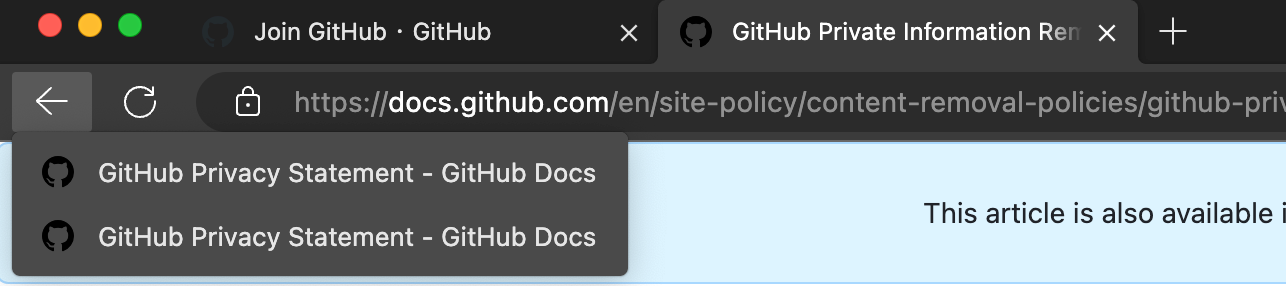 Join GitHub · GitHub
GitHub Private Information Rem
https://docs.github.com/en/site-policy/content-removal-policies/github-priv
GitHub Privacy Statement - GitHub Docs
GitHub Privacy Statement - GitHub Docs
This article is also available i